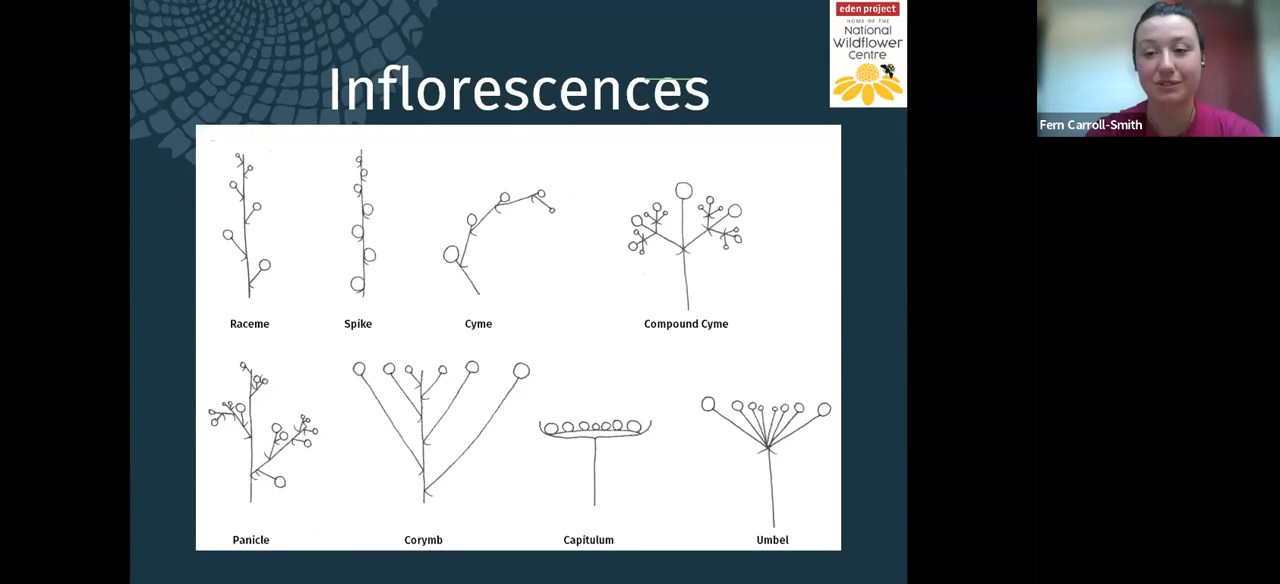 eden project
HOME OF THE
National
Wildflower
Centre
Inflorescences
Fern Carroll-Smith
Raceme
Spike
Cyme
Compound Cyme
Panicle
Corymb
Capitulum
Umbel